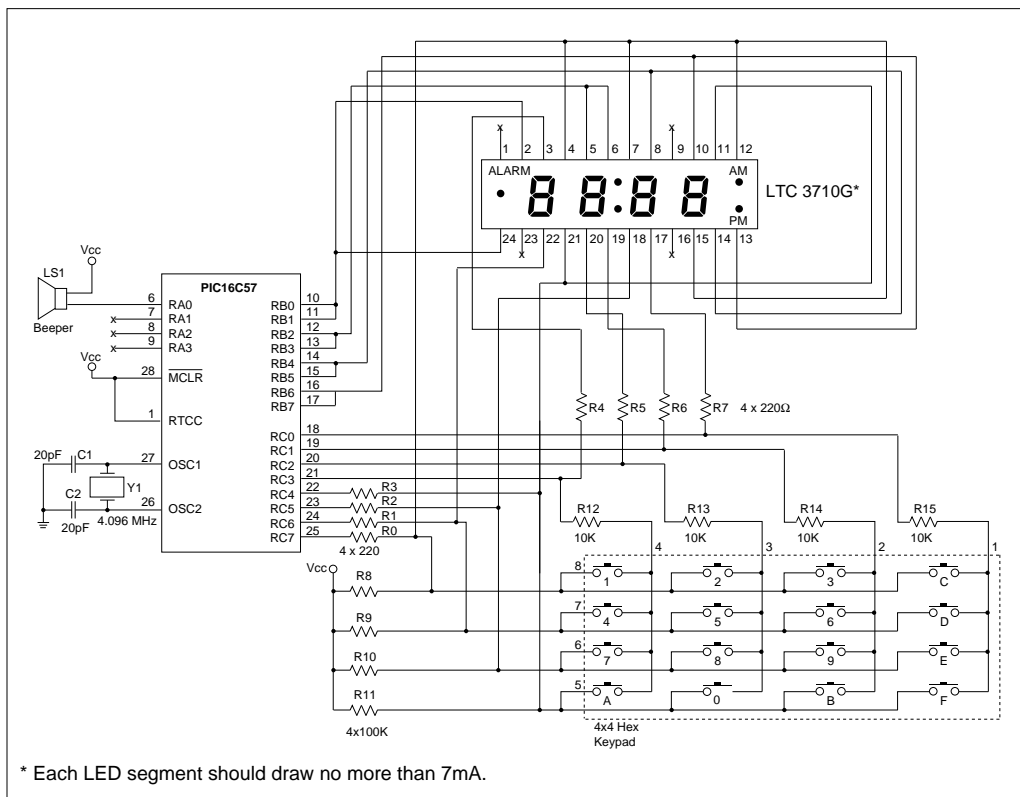 1 2 3 4 5 6 7 8 9 10 11 12
x x
ALARM AM
LTC 3710G*
PM
24 23 22 21 20 19 18 17 16 15 14 13
x x
Vcc
LS1
Beeper
PIC16C57
6 RA0
x 7 RA1
x 8 RA2
x 9 RA3
Vcc
28 MCLR
1 RTCC
27 OSC1
26 OSC2
20pF C1
Y1
C2
20pF
4.096 MHz
RB0 10
RB1 11
RB2 12
RB3 13
RB4 14
RB5 15
RB6 16
RB7 17
RC0 18
RC1 19
RC2 20
RC3 21
RC4 22 R3
RC5 23 R2
RC6 24 R1
RC7 25 R0
4 x 220
R4 R5 R6 R7 4 x 220Ω
R12 R13 R14 R15
10K 10K 10K 10K
4 3 2 1
Vcc
R8 8 1 2 3 C
R9 7 4 5 6 D
R10 6 7 8 9 E
R11 5 A 0 B F
4x100K
4x4 Hex
Keypad
* Each LED segment should draw no more than 7mA.